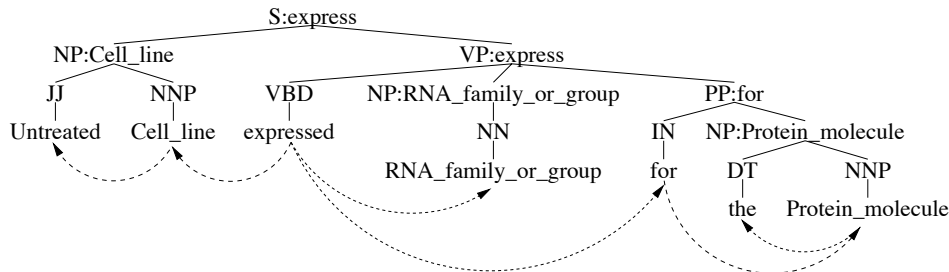 S:express
NP:Cell_line VP:express
JJ NNP VBD NP:RNA_family_or_group PP:for
Untreated Cell_line expressed NN IN NP:Protein_molecule
RNA_family_or_group for DT NNP
the Protein_molecule